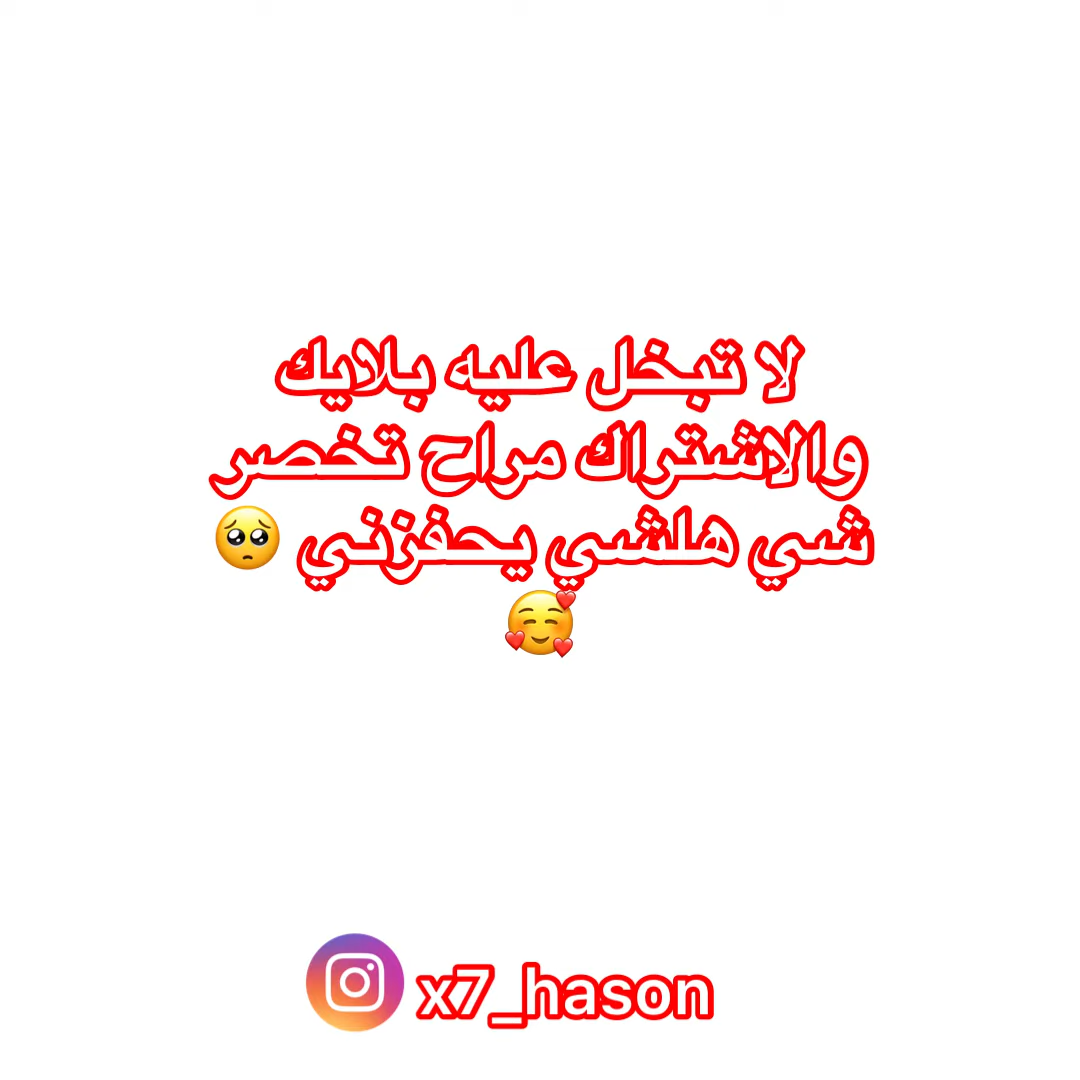 لا تبخل عليه بلايك
والاشتراك مراح تخصر
شي هلشي يحفزني 🥺
🥰
x7_hason